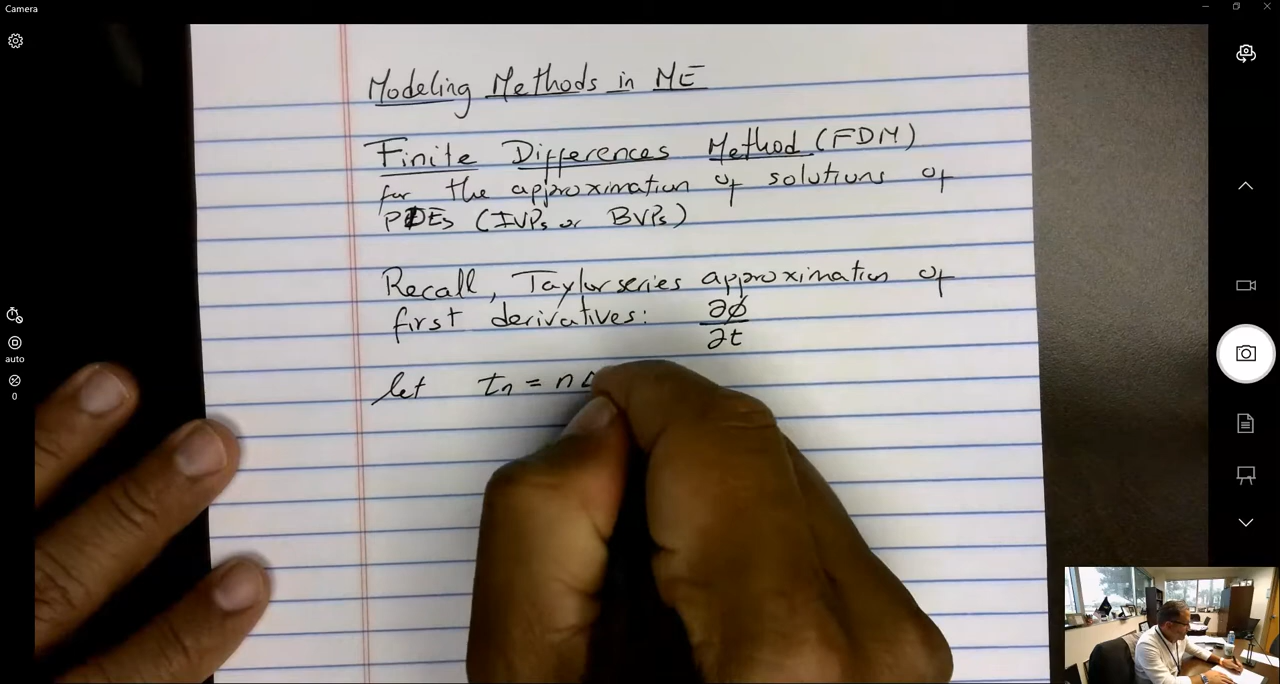 Camera
Modeling Methods in ME
Finite Differences Method (FDM)
for the approximation of solutions of
PDEs (IVPs or BVPs)
Recall, Taylor series approximation of
first derivatives: ∂ϕ/∂t
let tn = n Δ
auto
0